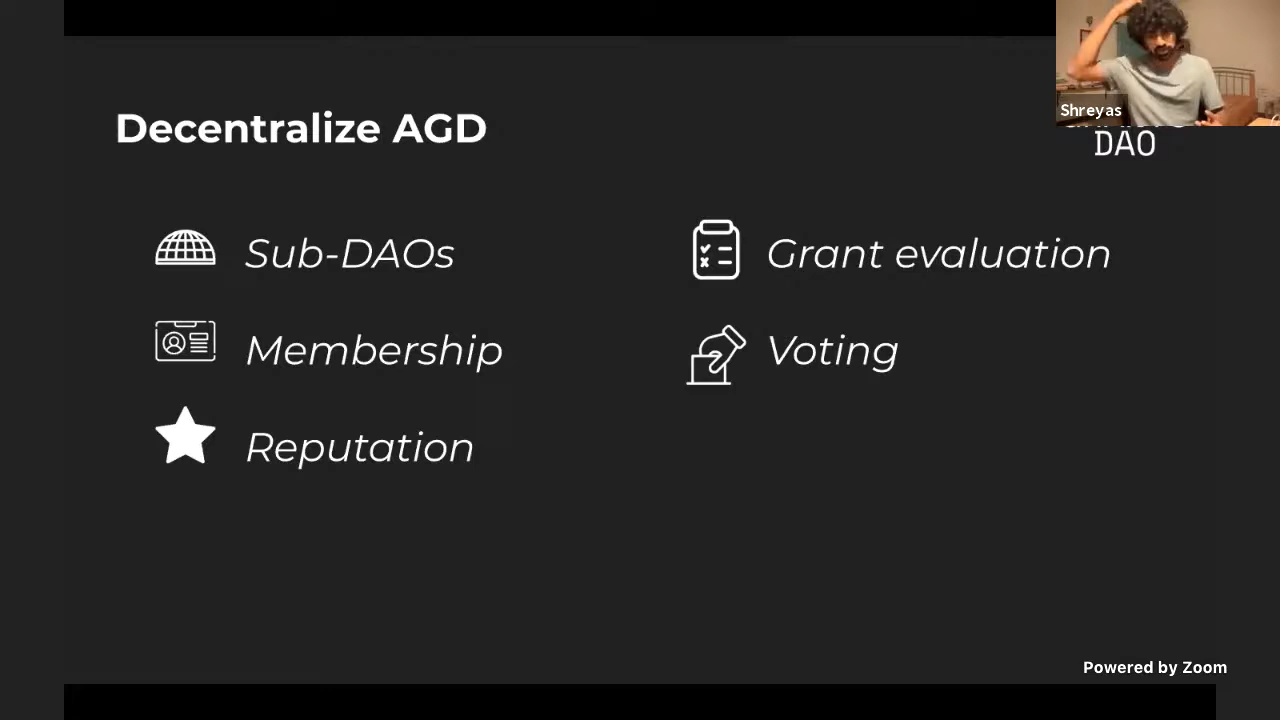 Shreyas
DAO
Decentralize AGD
Sub-DAOs
Membership
Reputation
Grant evaluation
Voting
Powered by Zoom